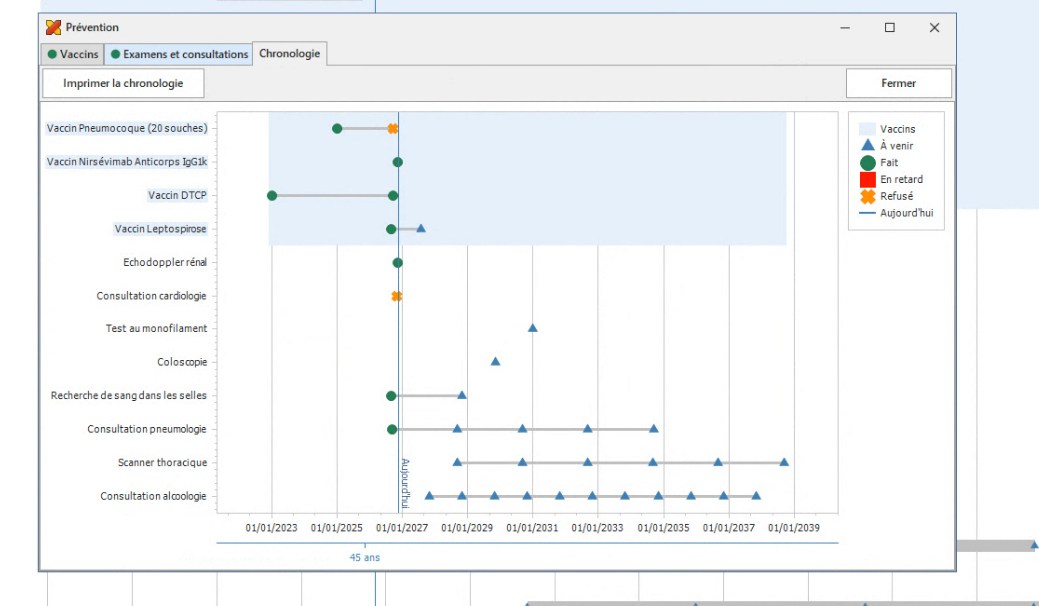 Prévention
Vaccins
Examens et consultations
Chronologie
Imprimer la chronologie
Fermer
Vaccin Pneumocoque (20 souches)
Vaccin Nirsévimab Anticorps IgG1k
Vaccin DTCP
Vaccin Leptospirose
Echodoppler rénal
Consultation cardiologie
Test au monofilament
Coloscopie
Recherche de sang dans les selles
Consultation pneumologie
Scanner thoracique
Consultation alcoologie
Vaccins
À venir
Fait
En retard
Refusé
Aujourd'hui
Aujourd'hui
01/01/2023 01/01/2025 01/01/2027 01/01/2029 01/01/2031 01/01/2033 01/01/2035 01/01/2037 01/01/2039
45 ans